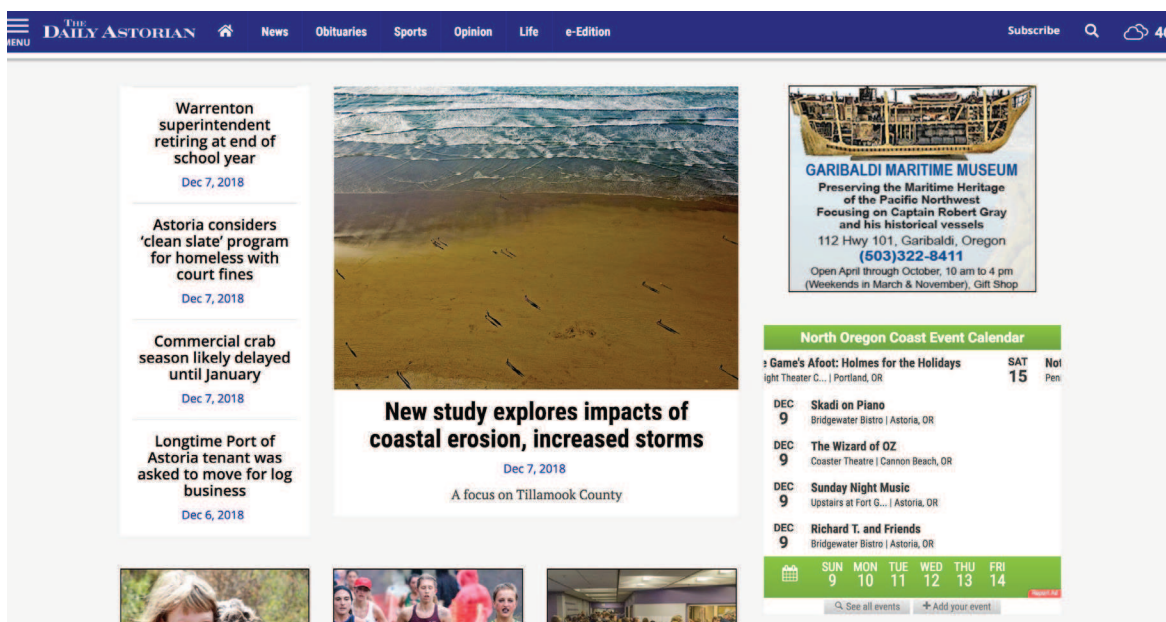 MENU
THE DAILY ASTORIAN
News
Obituaries
Sports
Opinion
Life
e-Edition
Subscribe
Warrenton
superintendent
retiring at end of
school year
Dec 7, 2018
Astoria considers
‘clean slate’ program
for homeless with
court fines
Dec 7, 2018
Commercial crab
season likely delayed
until January
Dec 7, 2018
Longtime Port of
Astoria tenant was
asked to move for log
business
Dec 6, 2018
New study explores impacts of
coastal erosion, increased storms
Dec 7, 2018
A focus on Tillamook County
GARIBALDI MARITIME MUSEUM
Preserving the Maritime Heritage
of the Pacific Northwest
Focusing on Captain Robert Gray
and his historical vessels
112 Hwy 101, Garibaldi, Oregon
(503)322-8411
Open April through October, 10 am to 4 pm
(Weekends in March & November), Gift Shop
North Oregon Coast Event Calendar
Game's Afoot: Holmes for the Holidays
Theater C... | Portland, OR
SAT
15
DEC
9
Skadi on Piano
Bridgewater Bistro | Astoria, OR
DEC
9
The Wizard of OZ
Coaster Theatre | Cannon Beach, OR
DEC
9
Sunday Night Music
Upstairs at Fort G... | Astoria, OR
DEC
9
Richard T. and Friends
Bridgewater Bistro | Astoria, OR
SUN MON TUE WED THU FRI
9 10 11 12 13 14
Report Ad
See all events
+ Add your event